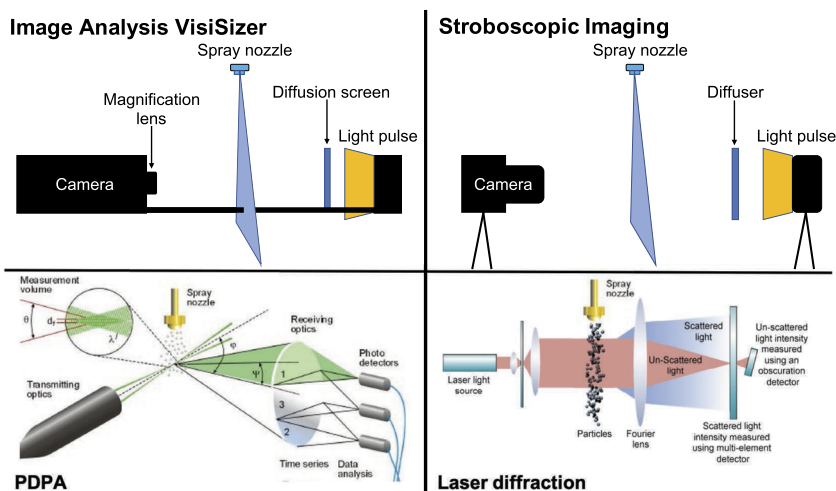 Image Analysis VisiSizer
Spray nozzle
Magnification
lens
Diffusion screen
Light pulse
Camera
Stroboscopic Imaging
Spray nozzle
Diffuser
Light pulse
Camera
Measurement
volume
θ
df
λ
Spray
nozzle
Receiving
optics
φ
Ψ
1
3
2
Photo
detectors
Transmitting
optics
Time series
Data
analysis
PDPA
Spray
nozzle
Scattered
light
Un-Scattered
light
Un-scattered
light intensity
measured
using an
obscuration
detector
Laser light
source
Particles
Fourier
lens
Scattered light
intensity measured
using multi-element
detector
Laser diffraction